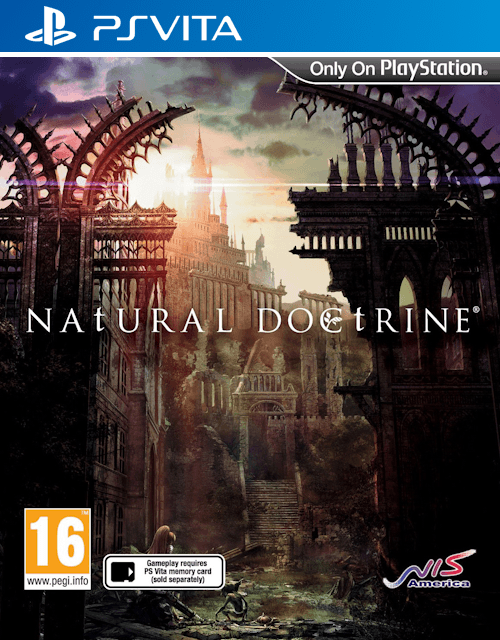 PSVITA
Only On PlayStation®
NAtURAL DOCtRINE®
16
™
www.pegi.info
Gameplay requires
PS Vita memory card
(sold separately)
NIS
America